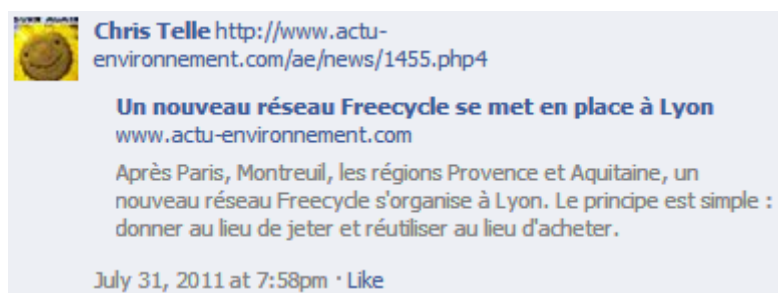 Chris Telle http://www.actu-
environnement.com/ae/news/1455.php4
Un nouveau réseau Freecycle se met en place à Lyon
www.actu-environnement.com
Après Paris, Montreuil, les régions Provence et Aquitaine, un
nouveau réseau Freecycle s'organise à Lyon. Le principe est simple :
donner au lieu de jeter et réutiliser au lieu d'acheter.
July 31, 2011 at 7:58pm · Like